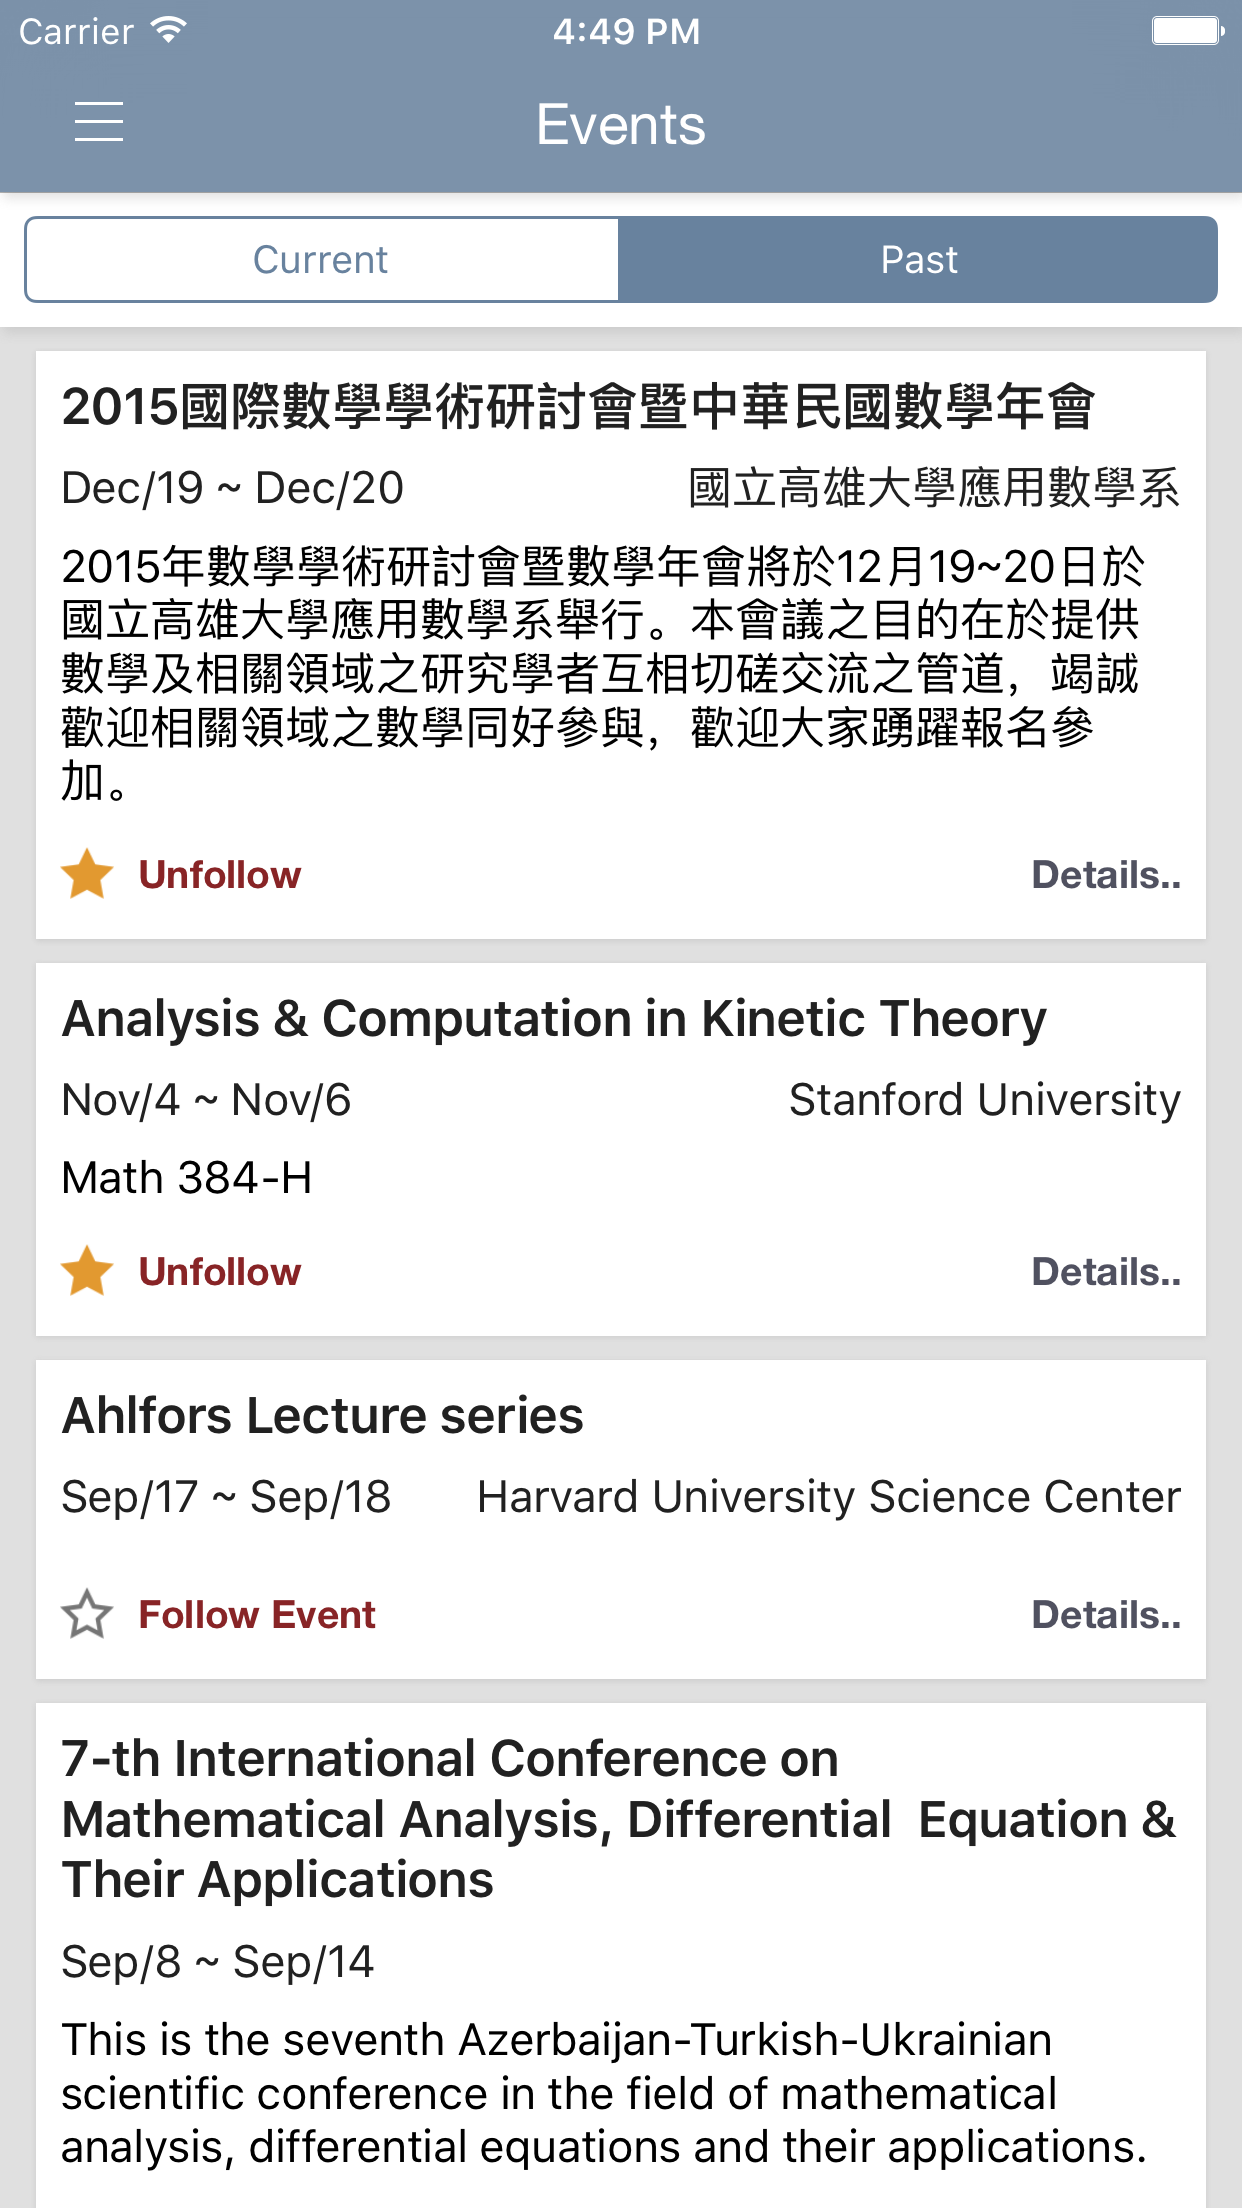 Carrier 4:49 PM
Events
Current Past
2015國際數學學術研討會暨中華民國數學年會
Dec/19 ~ Dec/20 國立高雄大學應用數學系
2015年數學學術研討會暨數學年會將於12月19~20日於
國立高雄大學應用數學系舉行。本會議之目的在於提供
數學及相關領域之研究學者互相切磋交流之管道，竭誠
歡迎相關領域之數學同好參與，歡迎大家踴躍報名參
加。
Unfollow Details..
Analysis & Computation in Kinetic Theory
Nov/4 ~ Nov/6 Stanford University
Math 384-H
Unfollow Details..
Ahlfors Lecture series
Sep/17 ~ Sep/18 Harvard University Science Center
Follow Event Details..
7-th International Conference on
Mathematical Analysis, Differential  Equation &
Their Applications
Sep/8 ~ Sep/14
This is the seventh Azerbaijan-Turkish-Ukrainian
scientific conference in the field of mathematical
analysis, differential equations and their applications.